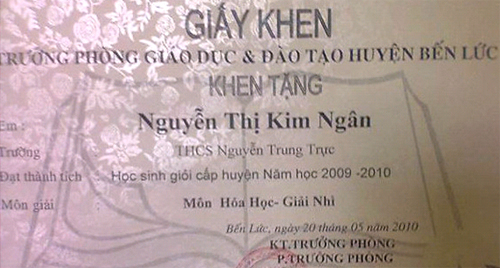 GIẤY KHEN
TRƯỞNG PHÒNG GIÁO DỤC & ĐÀO TẠO HUYỆN BẾN LỨC
KHEN TẶNG
Em : Nguyễn Thị Kim Ngân
Trường THCS Nguyễn Trung Trực
Đạt thành tích : Học sinh giỏi cấp huyện Năm học 2009 -2010
Môn giải : Môn Hóa Học- Giải Nhì
Bến Lức, ngày 20 tháng 05 năm 2010
KT.TRƯỞNG PHÒNG
P.TRƯỞNG PHÒNG